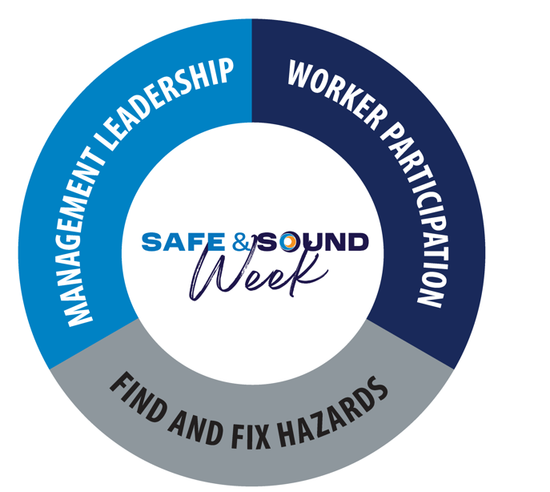 MANAGEMENT LEADERSHIP
WORKER PARTICIPATION
SAFE & SOUND
Week
FIND AND FIX HAZARDS